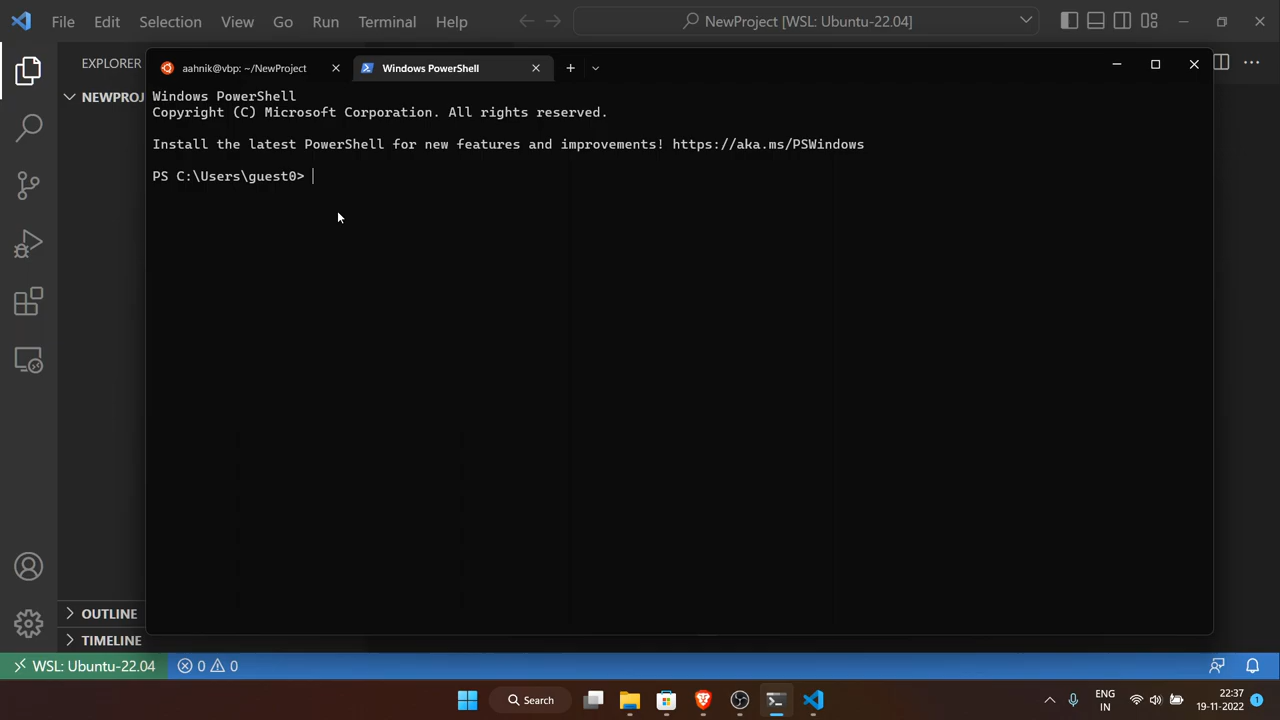 File Edit Selection View Go Run Terminal Help
NewProject [WSL: Ubuntu-22.04]
EXPLORER
aahnik@vbp: ~/NewProject
Windows PowerShell
NEWPROJ
Windows PowerShell
Copyright (C) Microsoft Corporation. All rights reserved.
Install the latest PowerShell for new features and improvements! https://aka.ms/PSWindows
PS C:\Users\guest0>
OUTLINE
TIMELINE
WSL: Ubuntu-22.04
0
0
Search
ENG
IN
22:37
19-11-2022
1